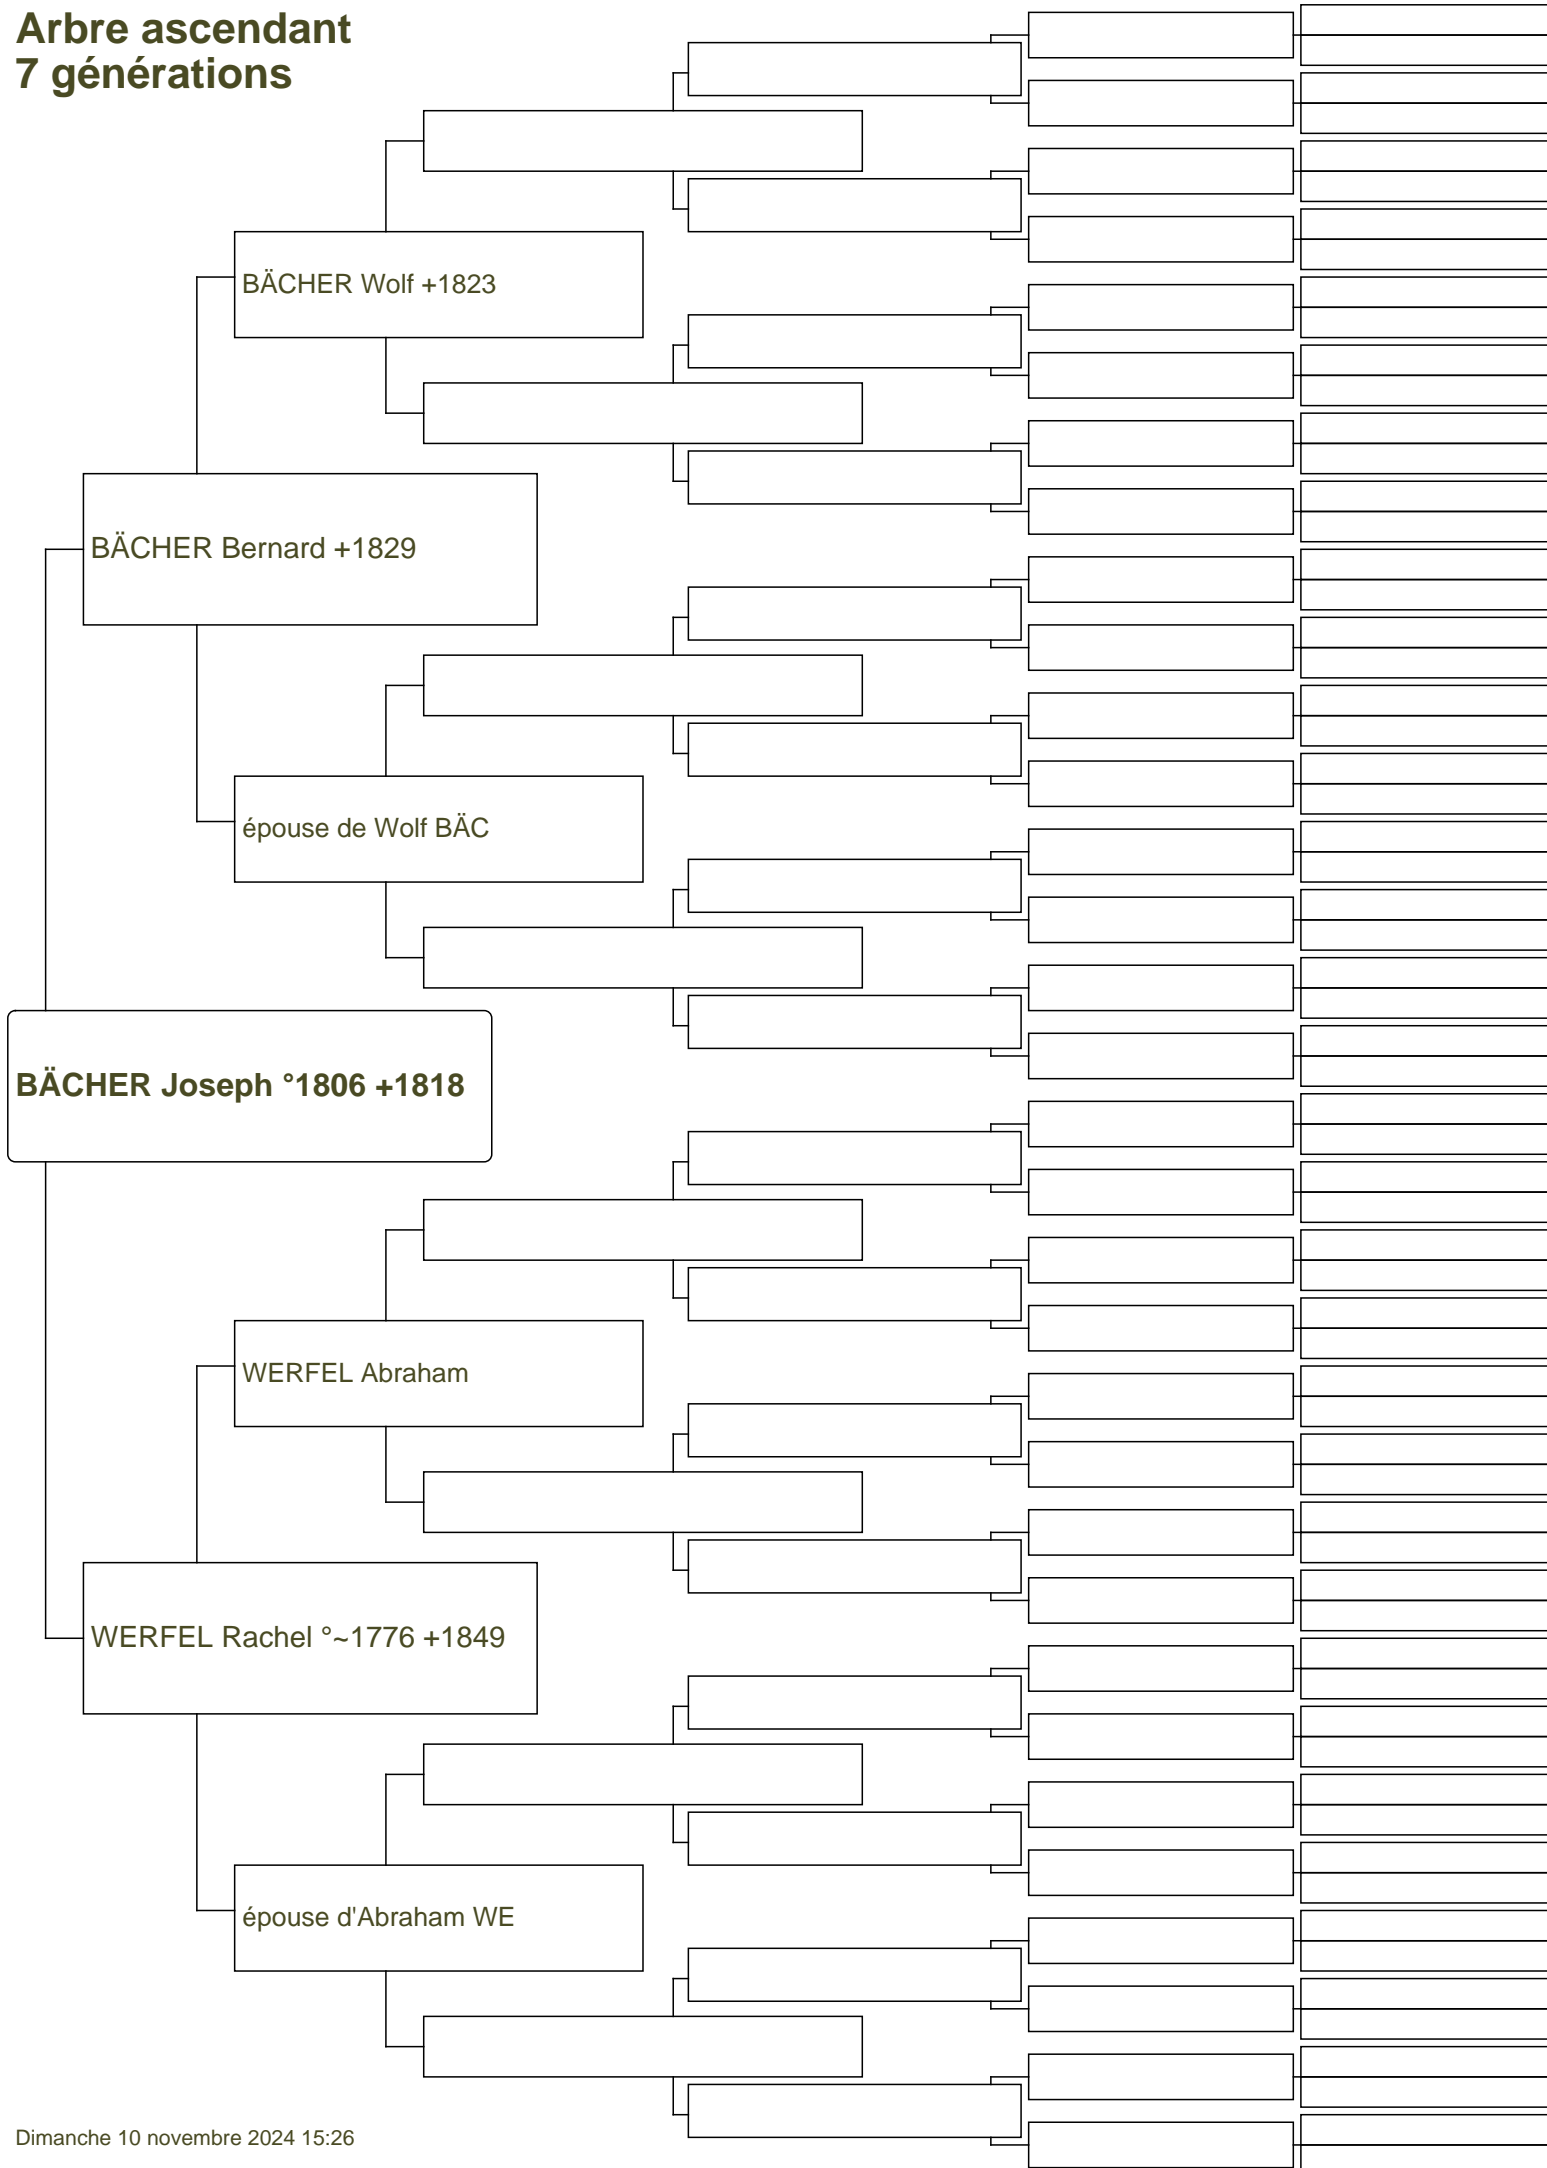 Arbre ascendant
7 générations
BÄCHER Wolf +1823
BÄCHER Bernard +1829
épouse de Wolf BÄC
BÄCHER Joseph °1806 +1818
WERFEL Abraham
WERFEL Rachel °~1776 +1849
épouse d'Abraham WE
Dimanche 10 novembre 2024 15:26